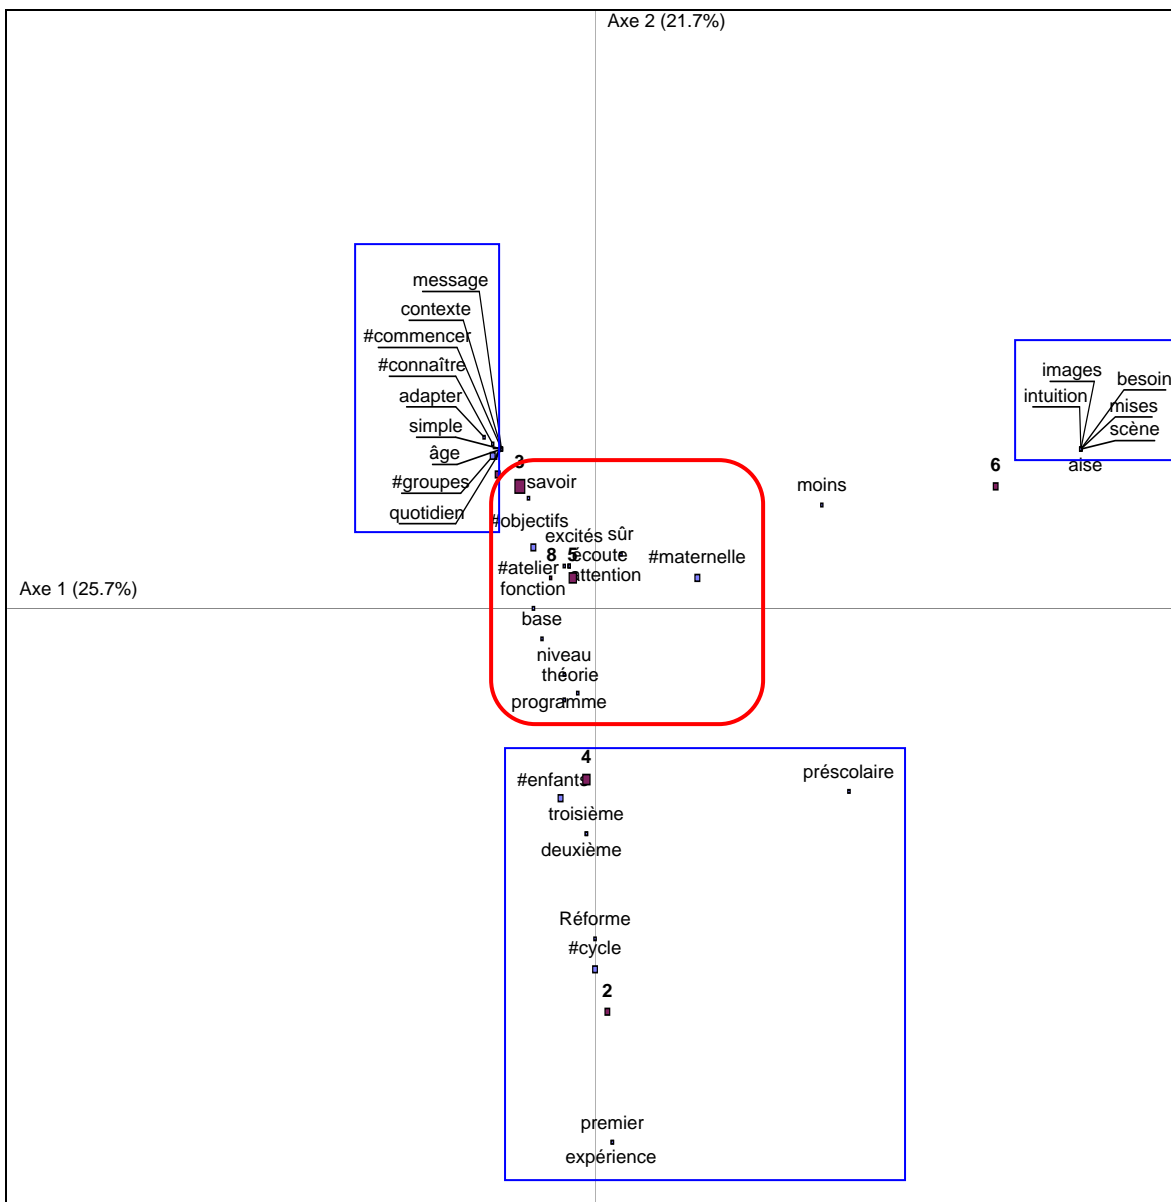 Axe 2 (21.7%)
message
contexte
#commencer
#connaître
adapter
simple
âge
#groupes
quotidien
images
besoin
intuition
mises
scène
aise
6
moins
3
savoir
#objectifs
excités
sûr
8
5
écoute
#maternelle
#atelier
attention
fonction
Axe 1 (25.7%)
base
niveau
théorie
programme
4
#enfants
préscolaire
troisième
deuxième
Réforme
#cycle
2
premier
expérience